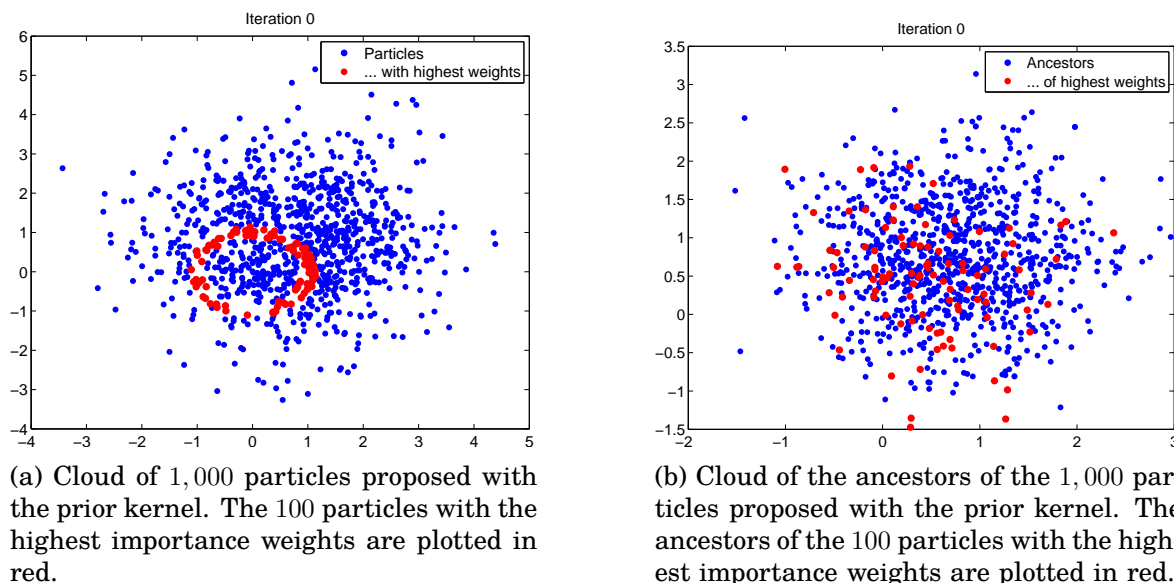 Iteration 0
Particles
... with highest weights
6
5
4
3
2
1
0
−1
−2
−3
−4
−4 −3 −2 −1 0 1 2 3 4 5
(a) Cloud of 1,000 particles proposed with
the prior kernel. The 100 particles with the
highest importance weights are plotted in
red.
Iteration 0
Ancestors
... of highest weights
3.5
3
2.5
2
1.5
1
0.5
0
−0.5
−1
−1.5
−2 −1 0 1 2 3
(b) Cloud of the ancestors of the 1,000 par-
ticles proposed with the prior kernel. The
ancestors of the 100 particles with the high-
est importance weights are plotted in red.